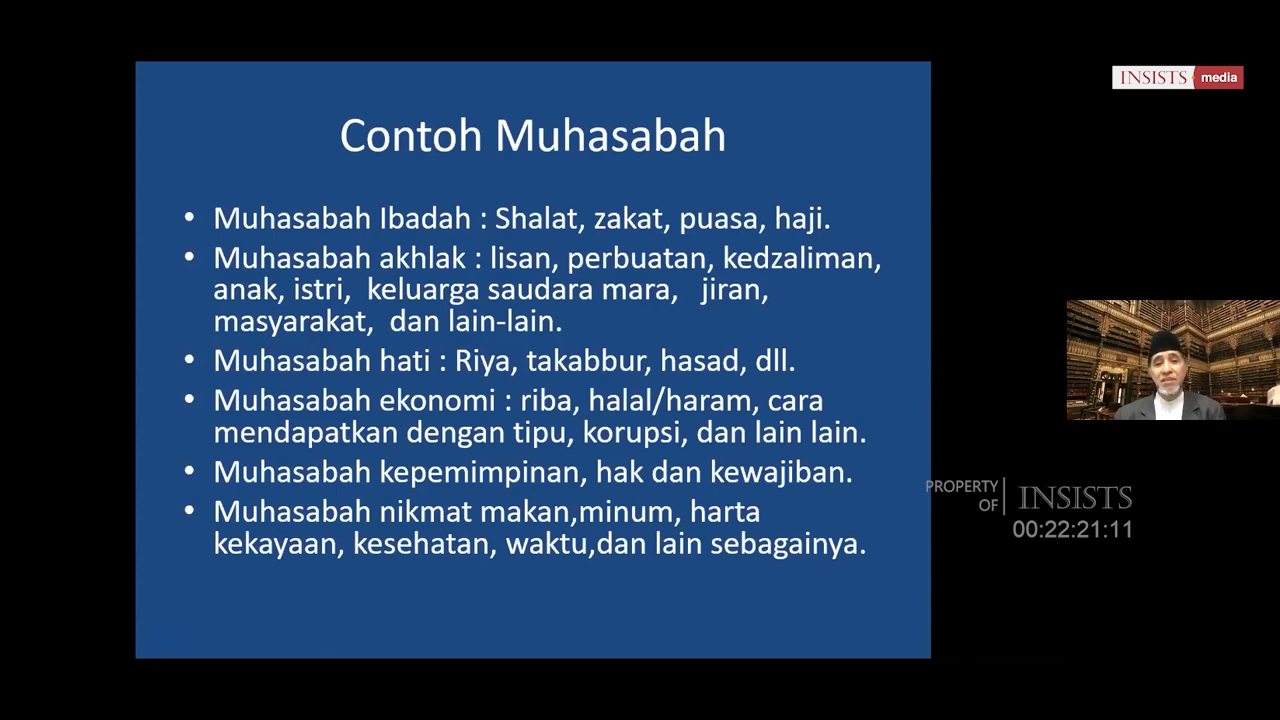 Contoh Muhasabah
• Muhasabah Ibadah : Shalat, zakat, puasa, haji.
• Muhasabah akhlak : lisan, perbuatan, kedzaliman,
anak, istri, keluarga saudara mara, jiran,
masyarakat, dan lain-lain.
• Muhasabah hati : Riya, takabbur, hasad, dll.
• Muhasabah ekonomi : riba, halal/haram, cara
mendapatkan dengan tipu, korupsi, dan lain lain.
• Muhasabah kepemimpinan, hak dan kewajiban.
• Muhasabah nikmat makan,minum, harta
kekayaan, kesehatan, waktu,dan lain sebagainya.
INSISTS media
PROPERTY
OF
INSISTS
00:22:21:11